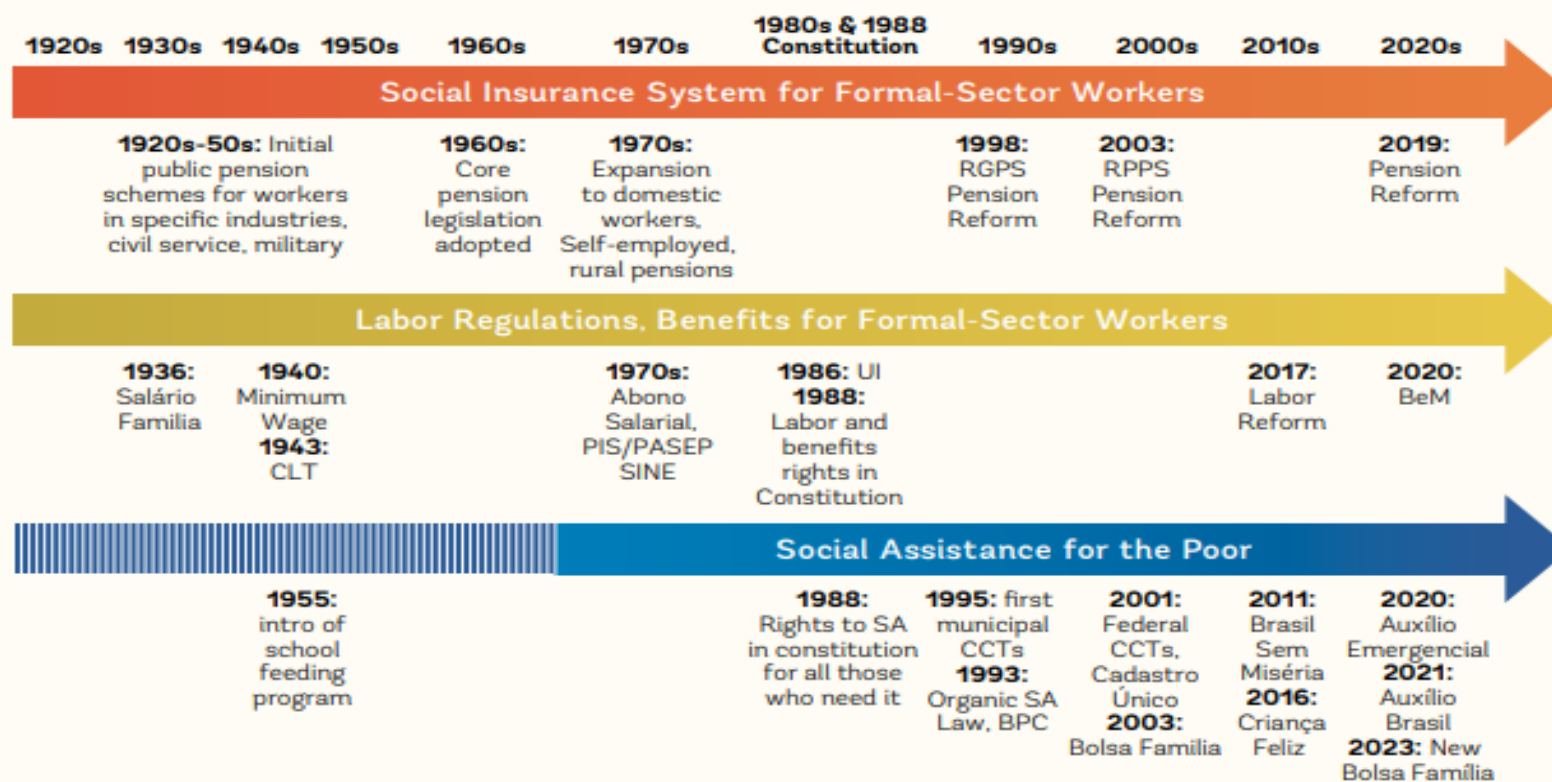 1920s 1930s 1940s 1950s 1960s 1970s 1980s & 1988 Constitution 1990s 2000s 2010s 2020s
Social Insurance System for Formal-Sector Workers
1920s-50s: Initial
public pension
schemes for workers
in specific industries,
civil service, military
1960s:
Core
pension
legislation
adopted
1970s:
Expansion
to domestic
workers,
Self-employed,
rural pensions
1998:
RGPS
Pension
Reform
2003:
RPPS
Pension
Reform
2019:
Pension
Reform
Labor Regulations, Benefits for Formal-Sector Workers
1936:
Salário
Familia
1940:
Minimum
Wage
1943:
CLT
1970s:
Abono
Salarial,
PIS/PASEP
SINE
1986: UI
1988:
Labor and
benefits
rights in
Constitution
2017:
Labor
Reform
2020:
BeM
Social Assistance for the Poor
1955:
intro of
school
feeding
program
1988:
Rights to SA
in constitution
for all those
who need it
1995: first
municipal
CCTs
1993:
Organic SA
Law, BPC
2001:
Federal
CCTs,
Cadastro
Único
2003:
Bolsa Familia
2011:
Brasil
Sem
Miséria
2016:
Criança
Feliz
2020:
Auxílio
Emergencial
2021:
Auxílio
Brasil
2023: New
Bolsa Família